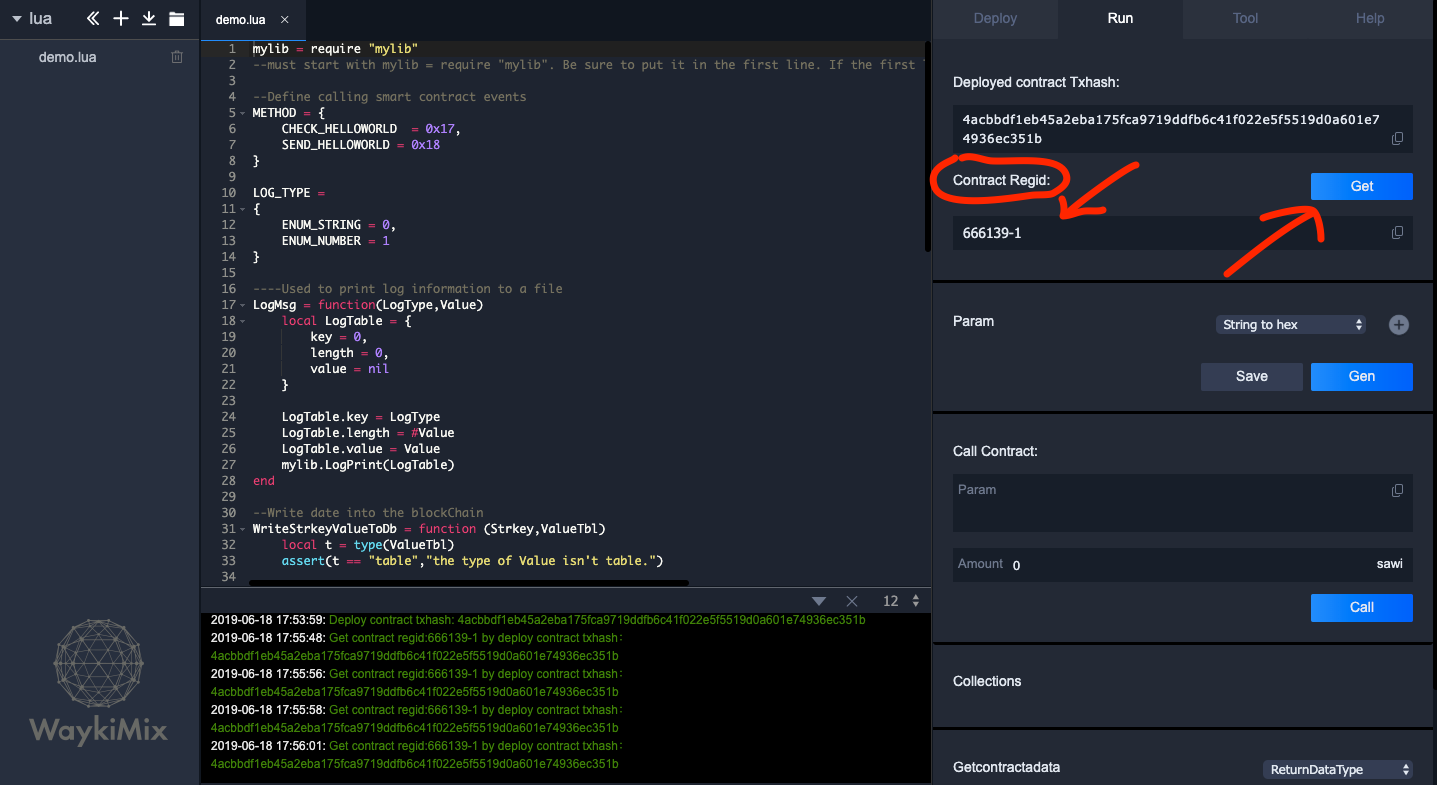 lua
demo.lua
demo.lua ×
1 mylib = require "mylib"
2 --must start with mylib = require "mylib". Be sure to put it in the first line. If the first
3
4 --Define calling smart contract events
5 METHOD = {
6 CHECK_HELLOWORLD = 0x17,
7 SEND_HELLOWORLD = 0x18
8 }
9
10 LOG_TYPE =
11 {
12 ENUM_STRING = 0,
13 ENUM_NUMBER = 1
14 }
15
16 ----Used to print log information to a file
17 LogMsg = function(LogType,Value)
18 local LogTable = {
19 key = 0,
20 length = 0,
21 value = nil
22 }
23
24 LogTable.key = LogType
25 LogTable.length = #Value
26 LogTable.value = Value
27 mylib.LogPrint(LogTable)
28 end
29
30 --Write date into the blockChain
31 WriteStrkeyValueToDb = function (Strkey,ValueTbl)
32 local t = type(ValueTbl)
33 assert(t == "table","the type of Value isn't table.")
34
12
2019-06-18 17:53:59: Deploy contract txhash: 4acbbdf1eb45a2eba175fca9719ddfb6c41f022e5f5519d0a601e74936ec351b
2019-06-18 17:55:48: Get contract regid:666139-1 by deploy contract txhash:
4acbbdf1eb45a2eba175fca9719ddfb6c41f022e5f5519d0a601e74936ec351b
2019-06-18 17:55:56: Get contract regid:666139-1 by deploy contract txhash:
4acbbdf1eb45a2eba175fca9719ddfb6c41f022e5f5519d0a601e74936ec351b
2019-06-18 17:55:58: Get contract regid:666139-1 by deploy contract txhash:
4acbbdf1eb45a2eba175fca9719ddfb6c41f022e5f5519d0a601e74936ec351b
2019-06-18 17:56:01: Get contract regid:666139-1 by deploy contract txhash:
4acbbdf1eb45a2eba175fca9719ddfb6c41f022e5f5519d0a601e74936ec351b
WaykiMix
Deploy Run Tool Help
Deployed contract Txhash:
4acbbdf1eb45a2eba175fca9719ddfb6c41f022e5f5519d0a601e7
4936ec351b
Contract Regid:
Get
666139-1
Param String to hex
Save Gen
Call Contract:
Param
Amount 0 sawi
Call
Collections
Getcontractadata ReturnDataType